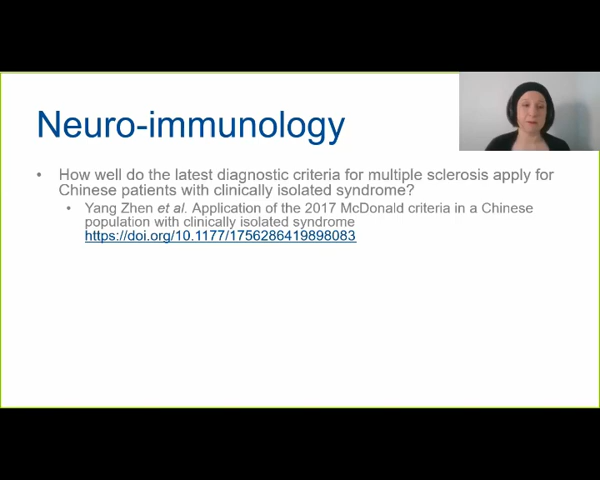 Neuro-immunology
• How well do the latest diagnostic criteria for multiple sclerosis apply for
Chinese patients with clinically isolated syndrome?
• Yang Zhen et al. Application of the 2017 McDonald criteria in a Chinese
population with clinically isolated syndrome
https://doi.org/10.1177/1756286419898083